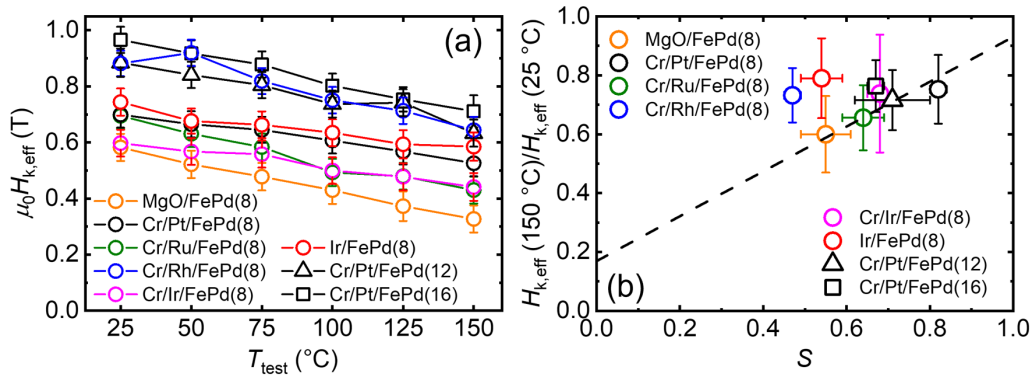 (a)
μ₀Hk,eff (T)
1.0
0.8
0.6
0.4
0.2
0.0
MgO/FePd(8)
Cr/Pt/FePd(8)
Cr/Ru/FePd(8)
Cr/Rh/FePd(8)
Cr/Ir/FePd(8)
Ir/FePd(8)
Cr/Pt/FePd(12)
Cr/Pt/FePd(16)
25 50 75 100 125 150
Ttest (°C)
(b)
Hk,eff (150 °C)/Hk,eff (25 °C)
1.0
0.8
0.6
0.4
0.2
MgO/FePd(8)
Cr/Pt/FePd(8)
Cr/Ru/FePd(8)
Cr/Rh/FePd(8)
Cr/Ir/FePd(8)
Ir/FePd(8)
Cr/Pt/FePd(12)
Cr/Pt/FePd(16)
0.0 0.2 0.4 0.6 0.8 1.0
S